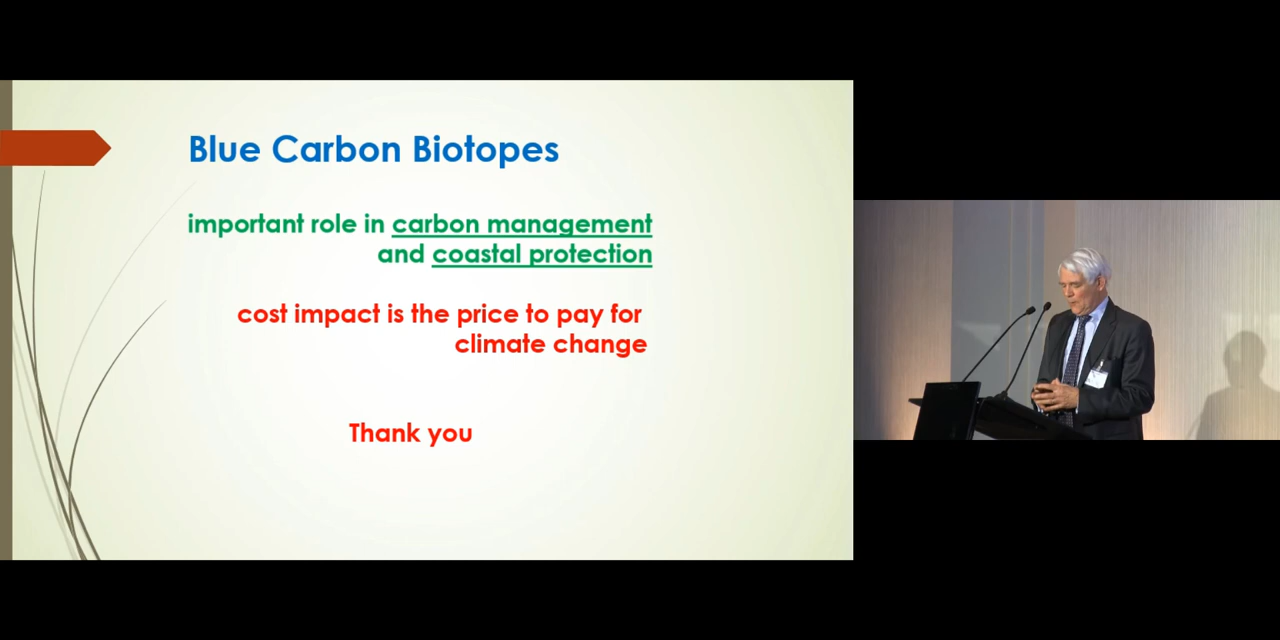 Blue Carbon Biotopes
important role in carbon management
and coastal protection
cost impact is the price to pay for
climate change
Thank you